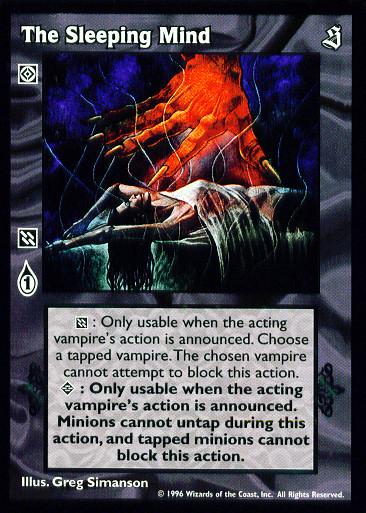 The Sleeping Mind
1
: Only usable when the acting
vampire's action is announced. Choose
a tapped vampire. The chosen vampire
cannot attempt to block this action.
: Only usable when the acting
vampire's action is announced.
Minions cannot untap during this
action, and tapped minions cannot
block this action.
Illus. Greg Simanson
© 1996 Wizards of the Coast, Inc. All Rights Reserved.